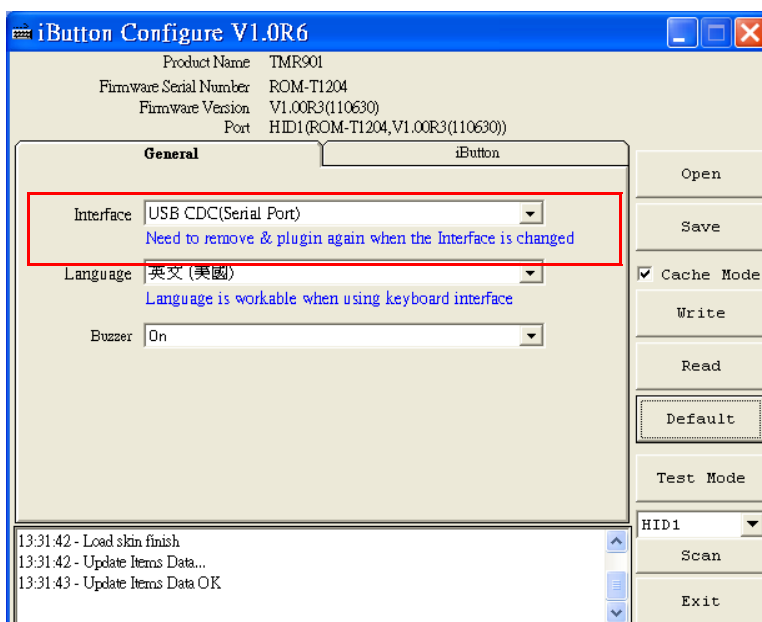 iButton Configure V1.0R6
Product Name TMR901
Firmware Serial Number ROM-T1204
Firmware Version V1.00R3(110630)
Port HID1(ROM-T1204,V1.00R3(110630))
General iButton
Interface USB CDC(Serial Port)
Need to remove & plugin again when the Interface is changed
Language 英文 (美國)
Language is workable when using keyboard interface
Buzzer On
Open
Save
Cache Mode
Write
Read
Default
Test Mode
HID1
Scan
Exit
13:31:42 - Load skin finish
13:31:42 - Update Items Data...
13:31:43 - Update Items Data OK